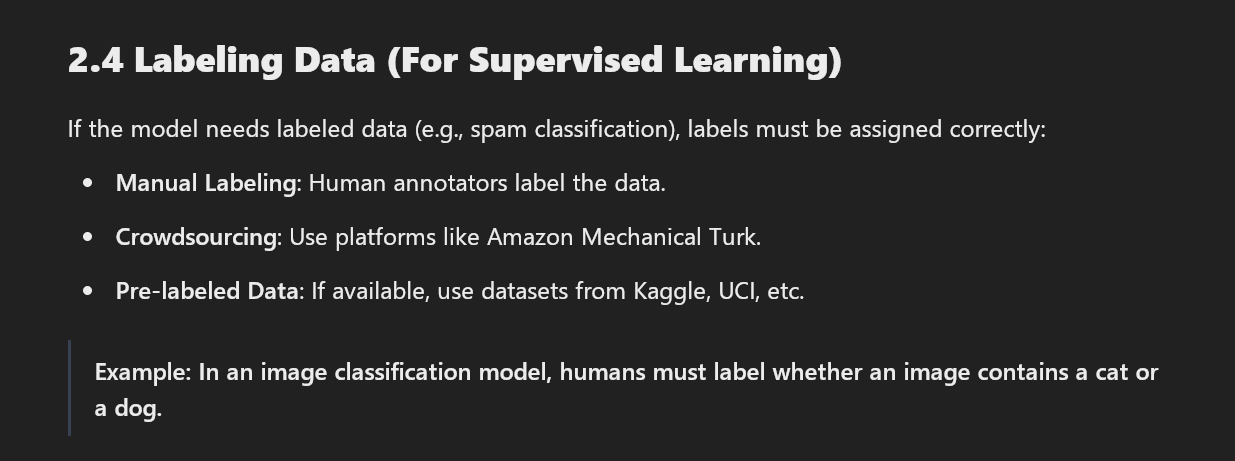 2.4 Labeling Data (For Supervised Learning)
If the model needs labeled data (e.g., spam classification), labels must be assigned correctly:
• Manual Labeling: Human annotators label the data.
• Crowdsourcing: Use platforms like Amazon Mechanical Turk.
• Pre-labeled Data: If available, use datasets from Kaggle, UCI, etc.
Example: In an image classification model, humans must label whether an image contains a cat or
a dog.